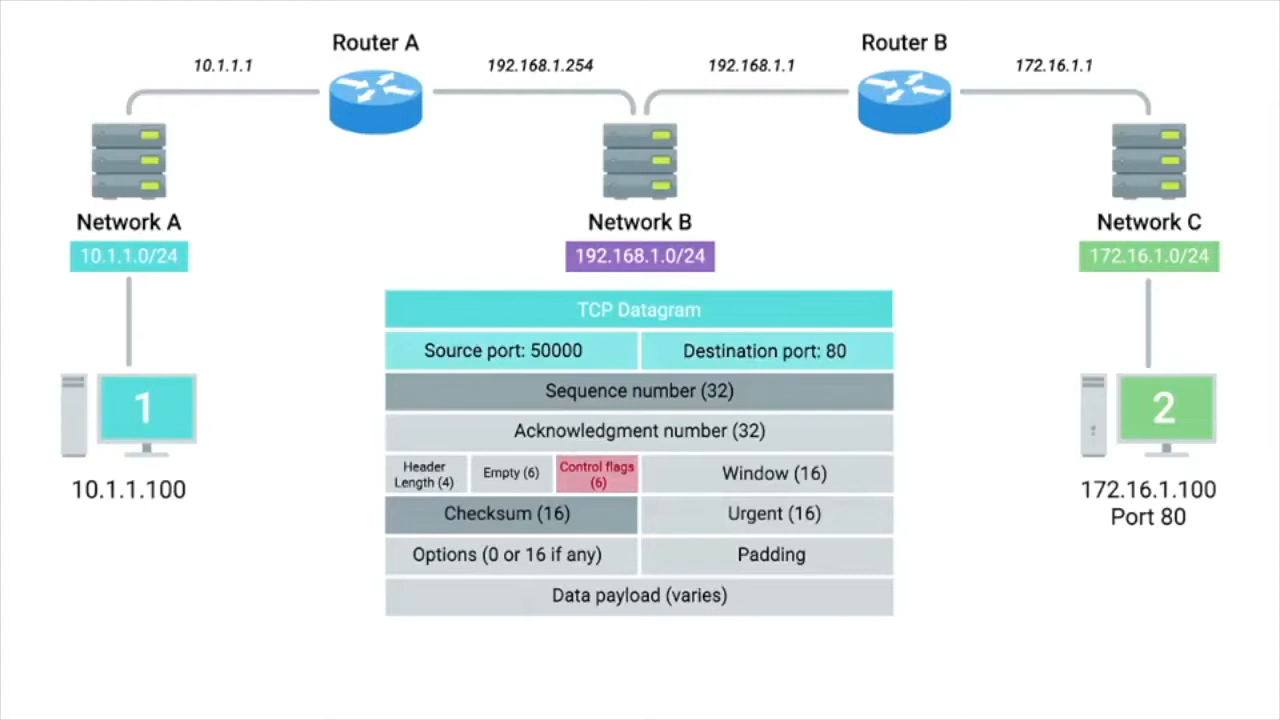 Router A
Router B
10.1.1.1
192.168.1.254
192.168.1.1
172.16.1.1
Network A
Network B
Network C
10.1.1.0/24
192.168.1.0/24
172.16.1.0/24
TCP Datagram
Source port: 50000
Destination port: 80
Sequence number (32)
Acknowledgment number (32)
Header
Length (4)
Empty (6)
Control flags
(6)
Window (16)
Checksum (16)
Urgent (16)
Options (0 or 16 if any)
Padding
Data payload (varies)
1
10.1.1.100
2
172.16.1.100
Port 80